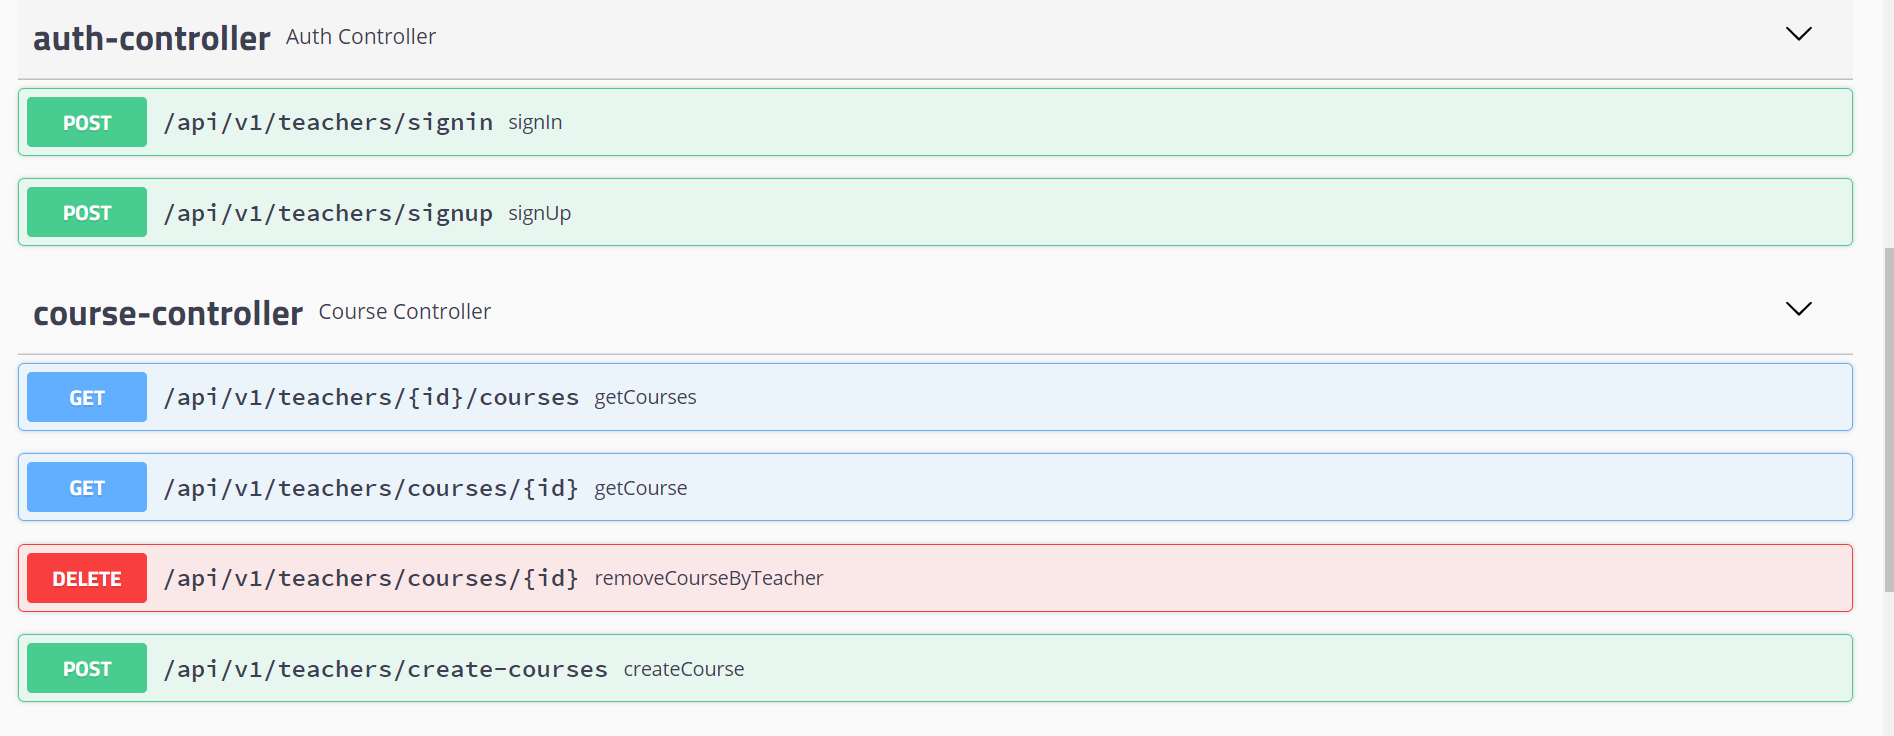 auth-controller Auth Controller
POST /api/v1/teachers/signin signIn
POST /api/v1/teachers/signup signUp
course-controller Course Controller
GET /api/v1/teachers/{id}/courses getCourses
GET /api/v1/teachers/courses/{id} getCourse
DELETE /api/v1/teachers/courses/{id} removeCourseByTeacher
POST /api/v1/teachers/create-courses createCourse